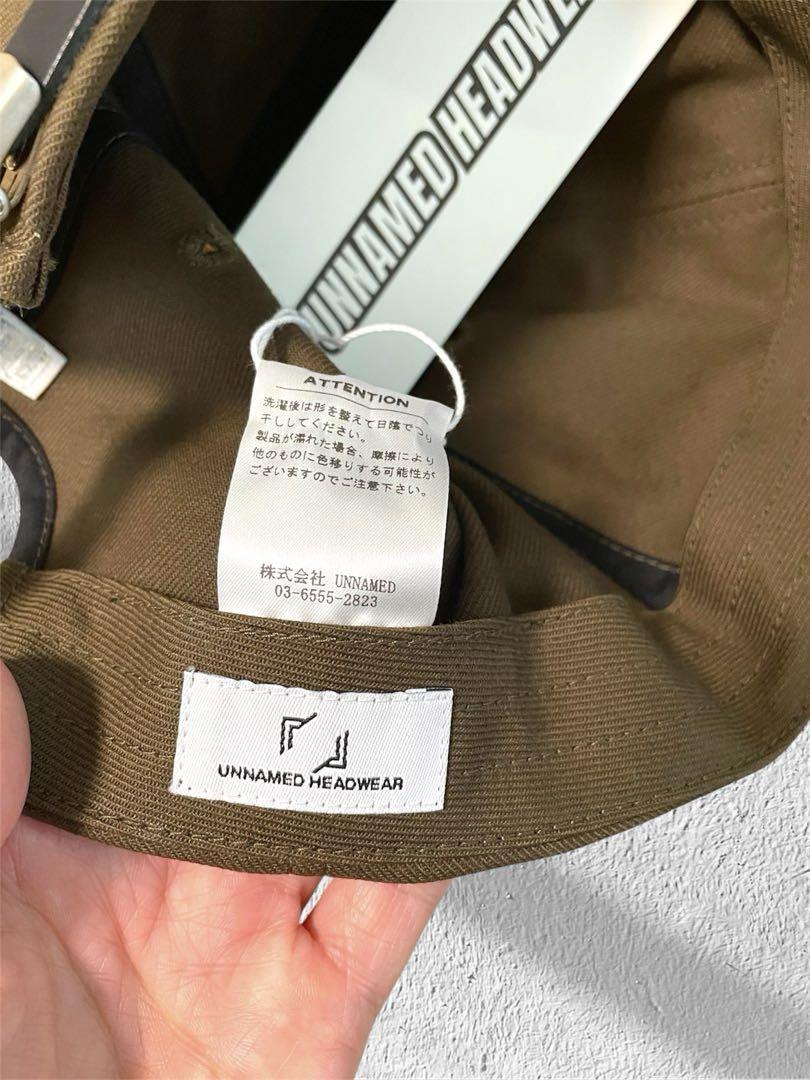 UNNAMED HEADWE
ATTENTION
洗濯後は形を整えて日陰でつり
干ししてください。
製品が濡れた場合、摩擦により
他のものに色移りする可能性が
ございますのでご注意下さい。
株式会社 UNNAMED
03-6555-2823
UNNAMED HEADWEAR